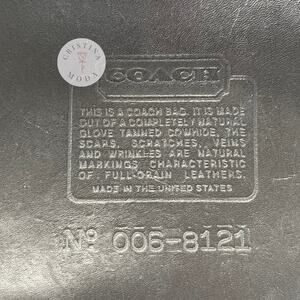 CRISTINA
MODA
COACH
THIS IS A COACH BAG. IT IS MADE
OUT OF A COMPLETELY NATURAL
GLOVE TANNED COWHIDE, THE
SCARS, SCRATCHES, VEINS
AND WRINKLES ARE NATURAL
MARKINGS CHARACTERISTIC
OF FULL-GRAIN LEATHERS.
MADE IN THE UNITED STATES
Nº 006-8121